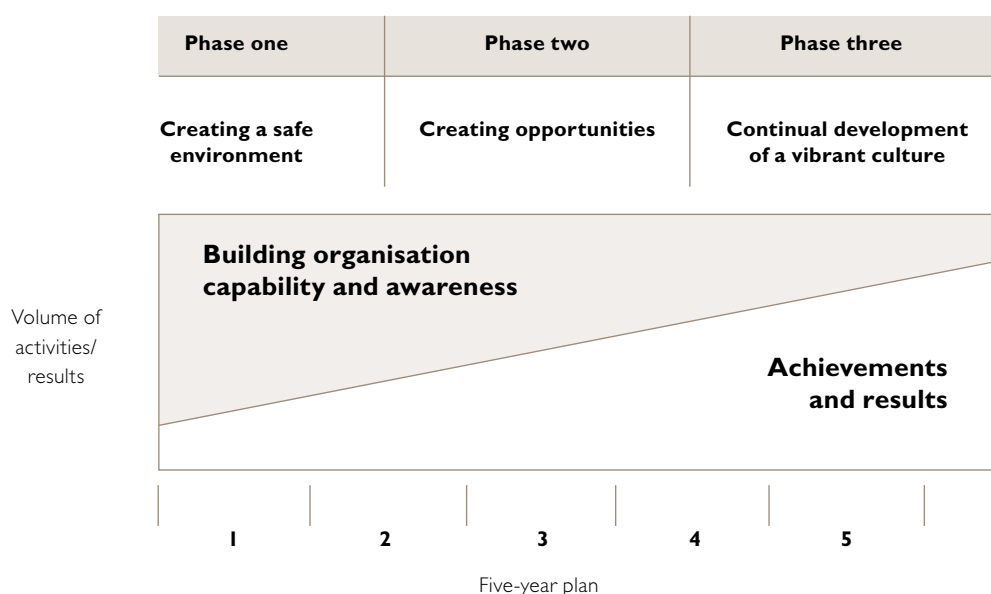 Phase one
Phase two
Phase three
Creating a safe
environment
Creating opportunities
Continual development
of a vibrant culture
Building organisation
capability and awareness
Volume of
activities/
results
Achievements
and results
1 2 3 4 5
Five-year plan